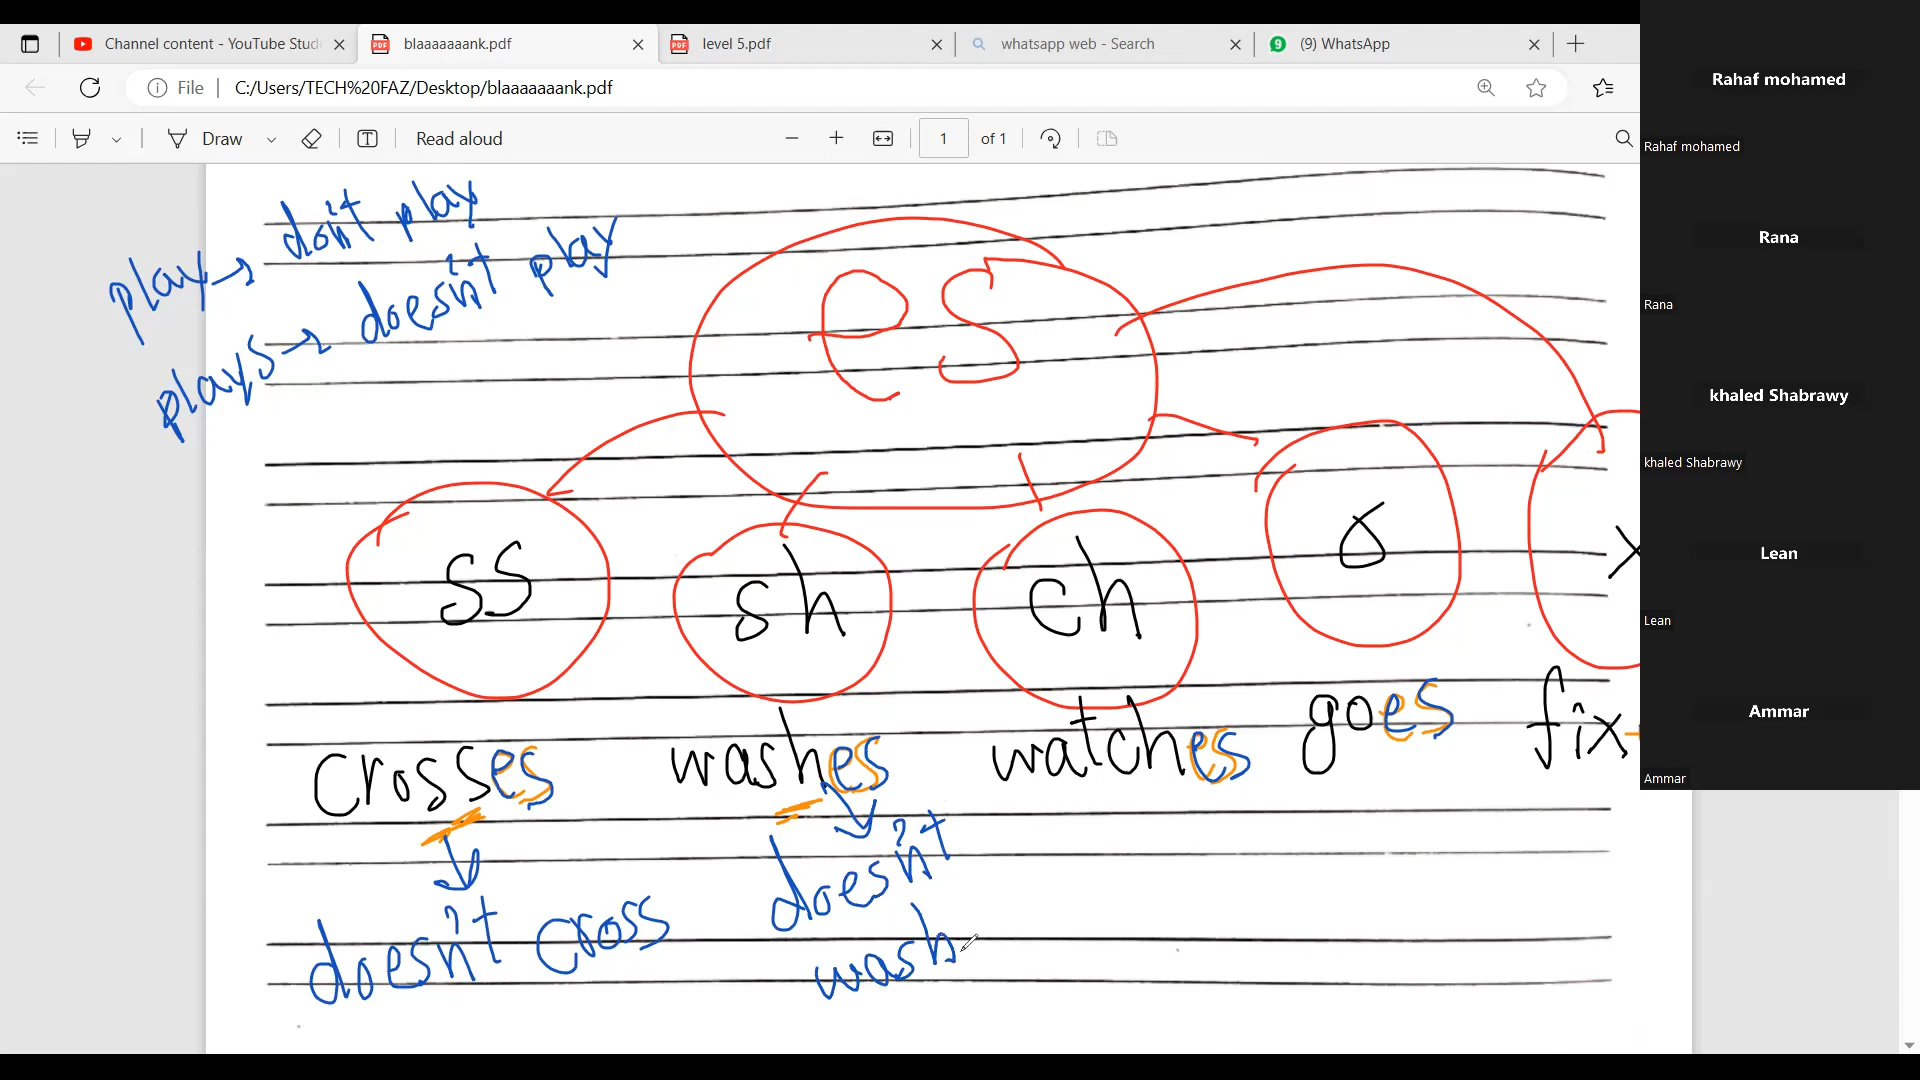 Channel content - YouTube Stud
blaaaaaaank.pdf
level 5.pdf
whatsapp web - Search
(9) WhatsApp
File
C:/Users/TECH%20FAZ/Desktop/blaaaaaaank.pdf
Draw
Read aloud
1
of 1
Rahaf mohamed
Rahaf mohamed
Rana
Rana
khaled Shabrawy
khaled Shabrawy
Lean
Lean
Ammar
Ammar
play → don't play
plays → doesn't play
es
ss
sh
ch
o
x
crosses
washes
watches
goes
fix
doesn't cross
doesn't
wash